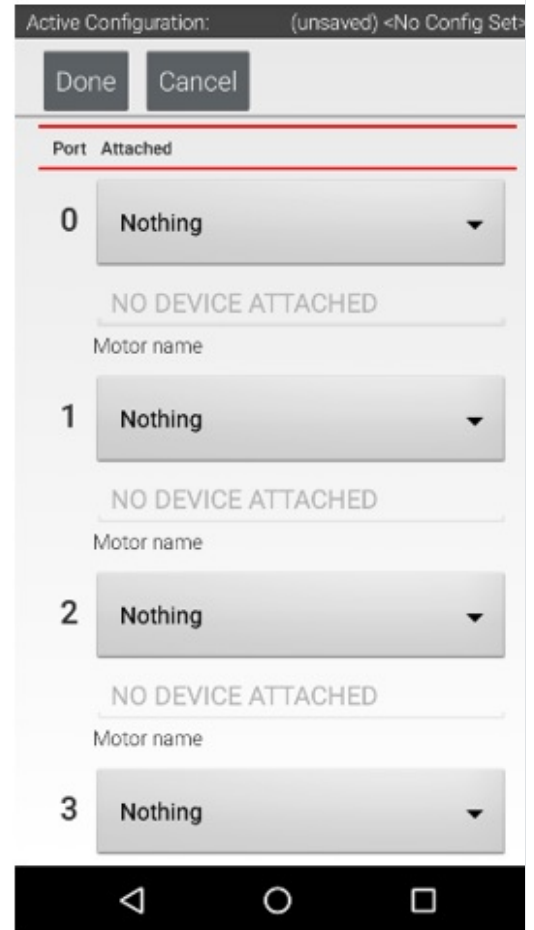 Active Configuration: (unsaved) <No Config Set>
Done Cancel
Port Attached
0 Nothing
NO DEVICE ATTACHED
Motor name
1 Nothing
NO DEVICE ATTACHED
Motor name
2 Nothing
NO DEVICE ATTACHED
Motor name
3 Nothing